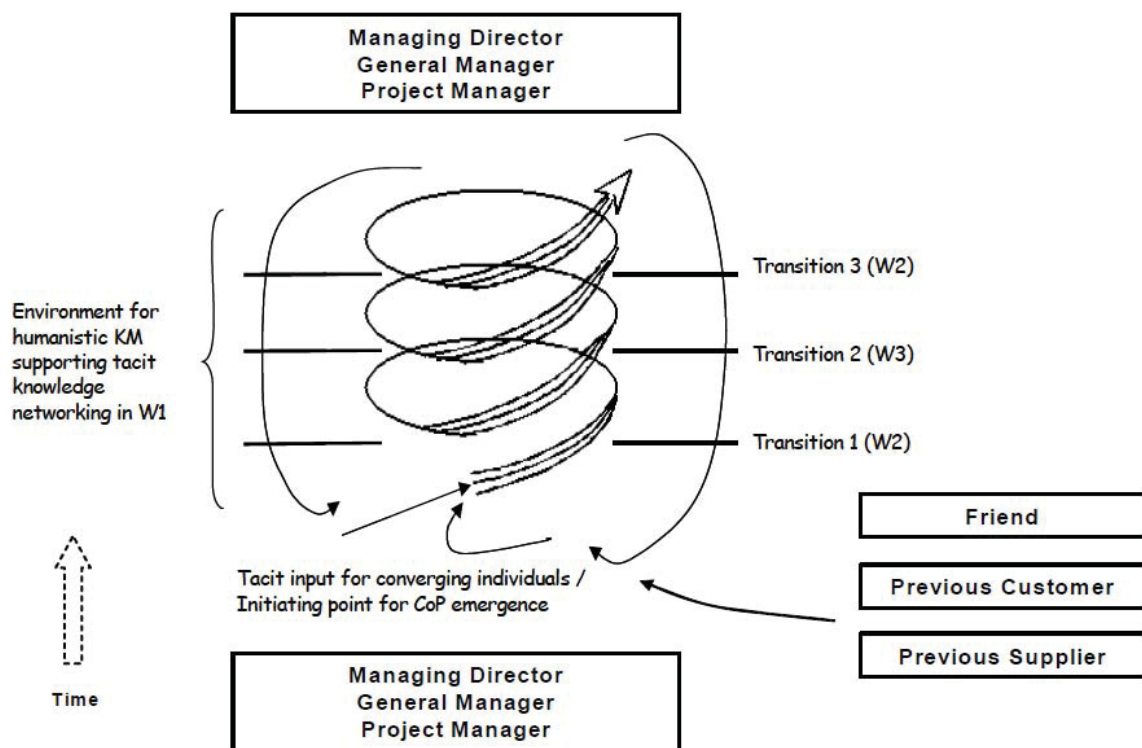 Managing Director
General Manager
Project Manager
Transition 3 (W2)
Environment for
humanistic KM
supporting tacit
knowledge
networking in W1
Transition 2 (W3)
Transition 1 (W2)
Friend
Previous Customer
Previous Supplier
Tacit input for converging individuals /
Initiating point for CoP emergence
Time
Managing Director
General Manager
Project Manager